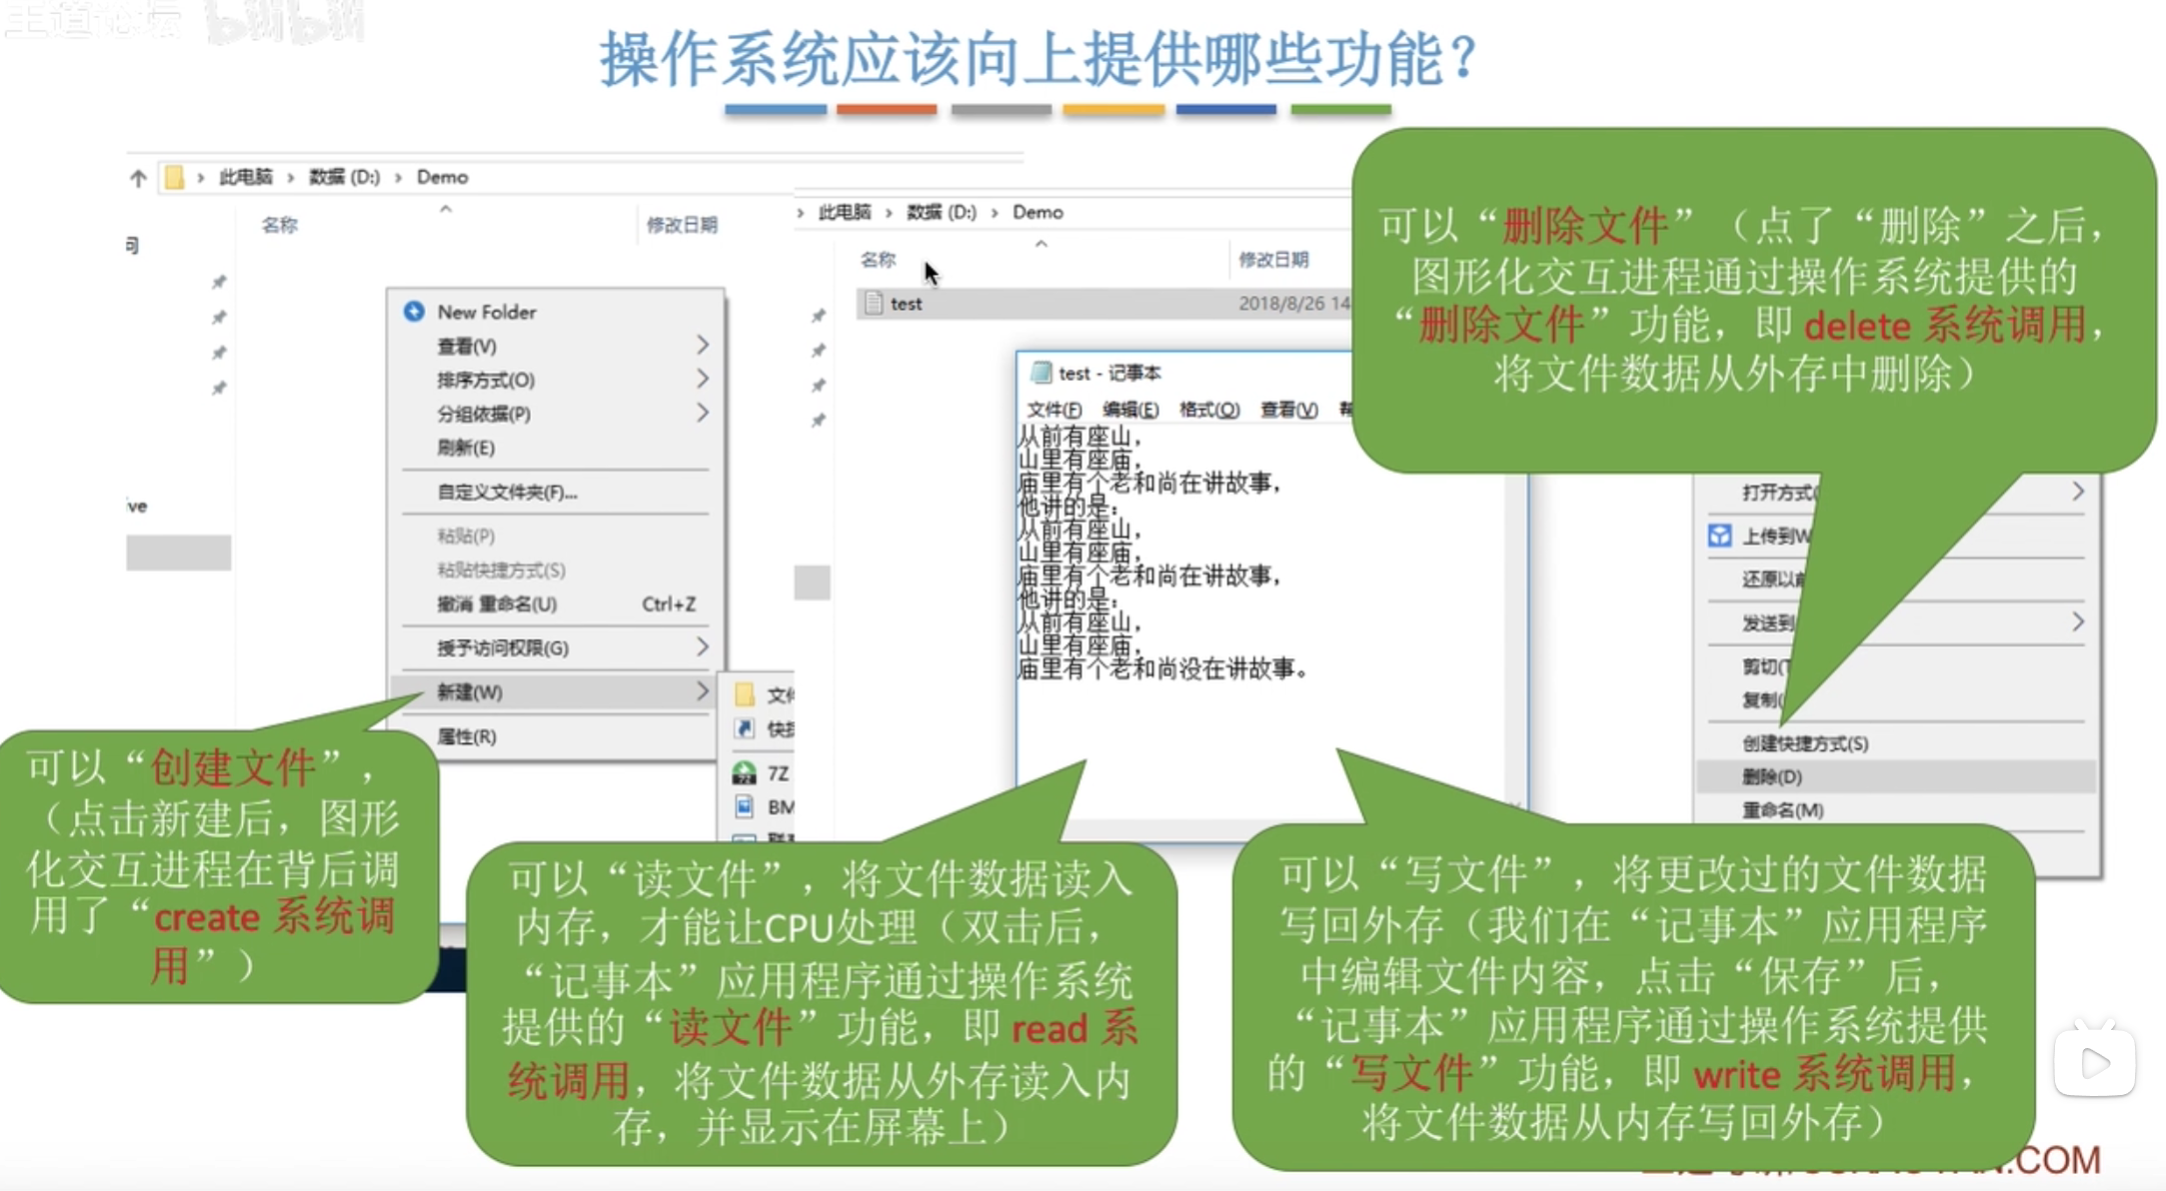 王道论坛 bilibili
操作系统应该向上提供哪些功能？
此电脑 › 数据 (D:) › Demo
名称
修改日期
问
ve
New Folder
查看(V)
排序方式(O)
分组依据(P)
刷新(E)
自定义文件夹(F)...
粘贴(P)
粘贴快捷方式(S)
撤消 重命名(U) Ctrl+Z
授予访问权限(G)
新建(W)
属性(R)
文件
快捷
7Z
BM
› 此电脑 › 数据 (D:) › Demo
名称
修改日期
test 2018/8/26 14
test - 记事本
文件(F) 编辑(E) 格式(O) 查看(V) 帮
从前有座山，
山里有座庙，
庙里有个老和尚在讲故事，
他讲的是：
从前有座山，
山里有座庙，
庙里有个老和尚在讲故事，
他讲的是：
从前有座山，
山里有座庙，
庙里有个老和尚没在讲故事。
可以“删除文件”（点了“删除”之后，
图形化交互进程通过操作系统提供的
“删除文件”功能，即 delete 系统调用，
将文件数据从外存中删除）
打开方式(
上传到W
还原以前
发送到
剪切(T
复制(
创建快捷方式(S)
删除(D)
重命名(M)
可以“创建文件”，
（点击新建后，图形
化交互进程在背后调
用了“create 系统调
用”）
可以“读文件”，将文件数据读入
内存，才能让CPU处理（双击后，
“记事本”应用程序通过操作系统
提供的“读文件”功能，即 read 系
统调用，将文件数据从外存读入内
存，并显示在屏幕上）
可以“写文件”，将更改过的文件数据
写回外存（我们在“记事本”应用程序
中编辑文件内容，点击“保存”后，
“记事本”应用程序通过操作系统提供
的“写文件”功能，即 write 系统调用，
将文件数据从内存写回外存）
.COM